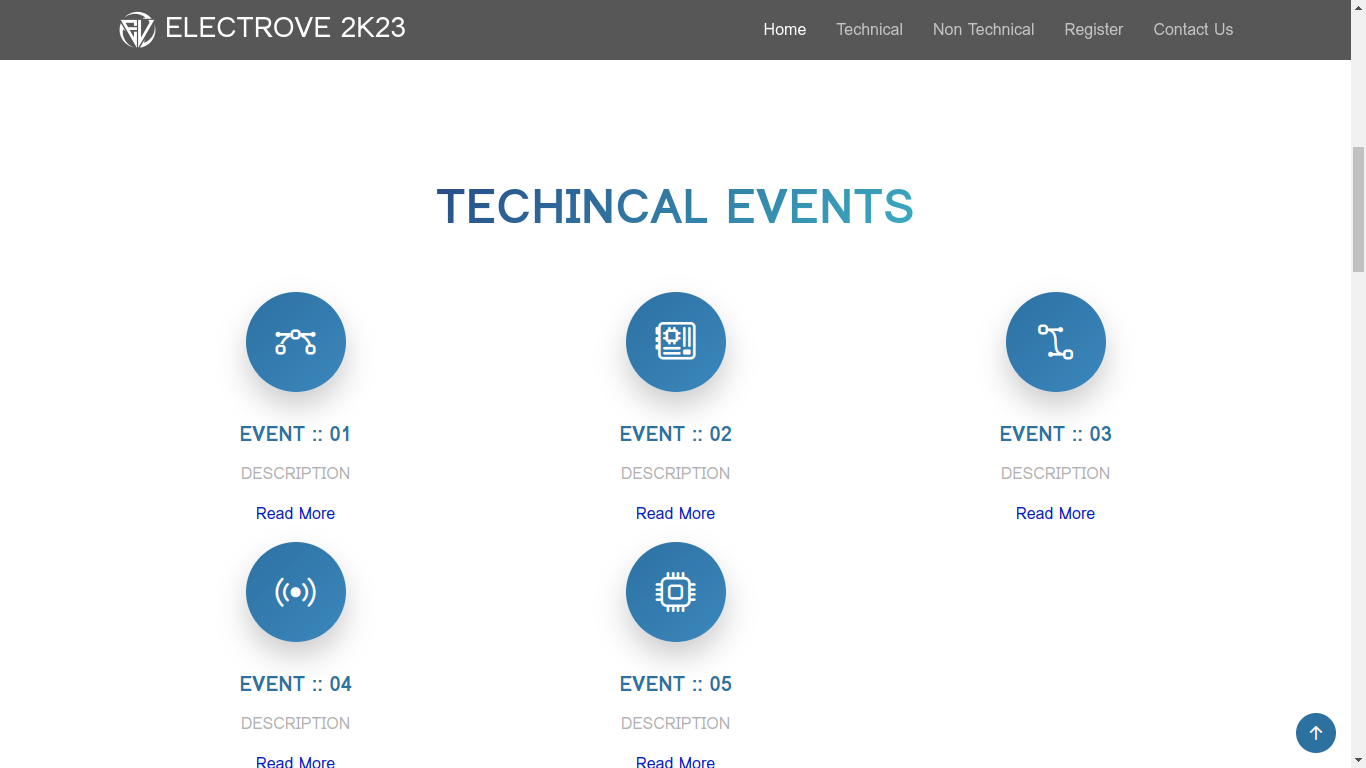 ELECTROVE 2K23 Home Technical Non Technical Register Contact Us
TECHINCAL EVENTS
EVENT :: 01 EVENT :: 02 EVENT :: 03
DESCRIPTION DESCRIPTION DESCRIPTION
Read More Read More Read More
EVENT :: 04 EVENT :: 05
DESCRIPTION DESCRIPTION
Read More Read More